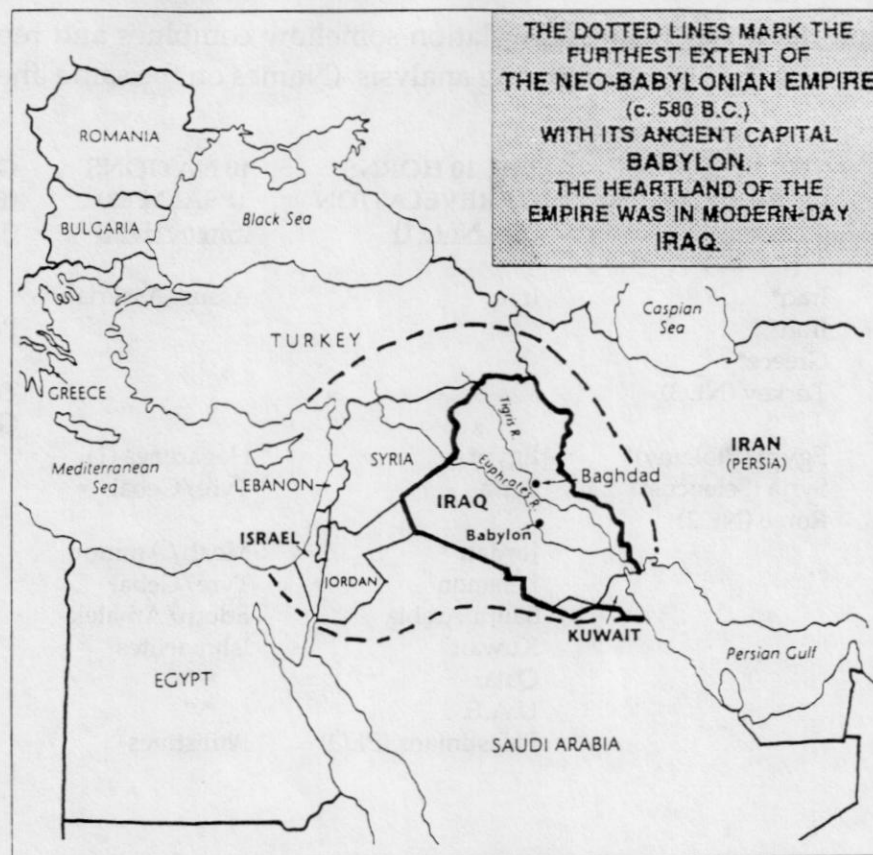 THE DOTTED LINES MARK THE
FURTHEST EXTENT OF
THE NEO-BABYLONIAN EMPIRE
(c. 580 B.C.)
WITH ITS ANCIENT CAPITAL
BABYLON.
THE HEARTLAND OF THE
EMPIRE WAS IN MODERN-DAY
IRAQ.
ROMANIA
BULGARIA
Black Sea
Caspian
Sea
TURKEY
GREECE
Tigris R.
IRAN
(PERSIA)
Mediterranean
Sea
SYRIA
LEBANON
Euphrates R.
Baghdad
IRAQ
Babylon
ISRAEL
JORDAN
KUWAIT
Persian Gulf
EGYPT
SAUDI ARABIA